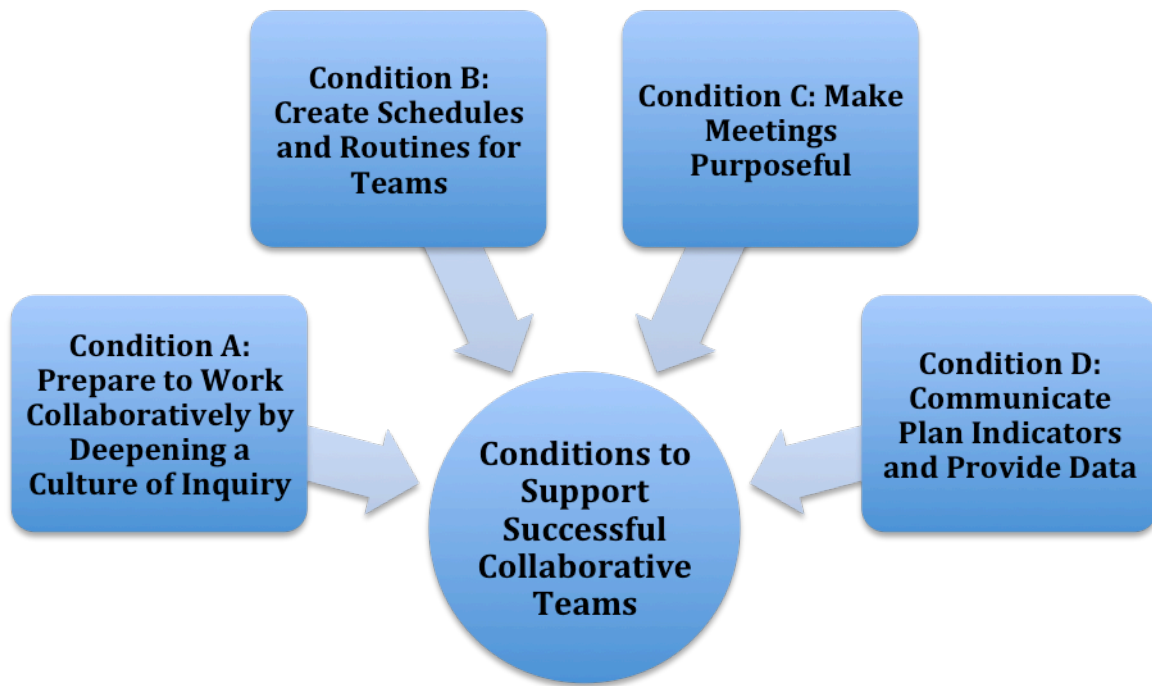 Condition B:
Create Schedules
and Routines for
Teams
Condition C: Make
Meetings
Purposeful
Condition A:
Prepare to Work
Collaboratively by
Deepening a
Culture of Inquiry
Condition D:
Communicate
Plan Indicators
and Provide Data
Conditions to
Support
Successful
Collaborative
Teams